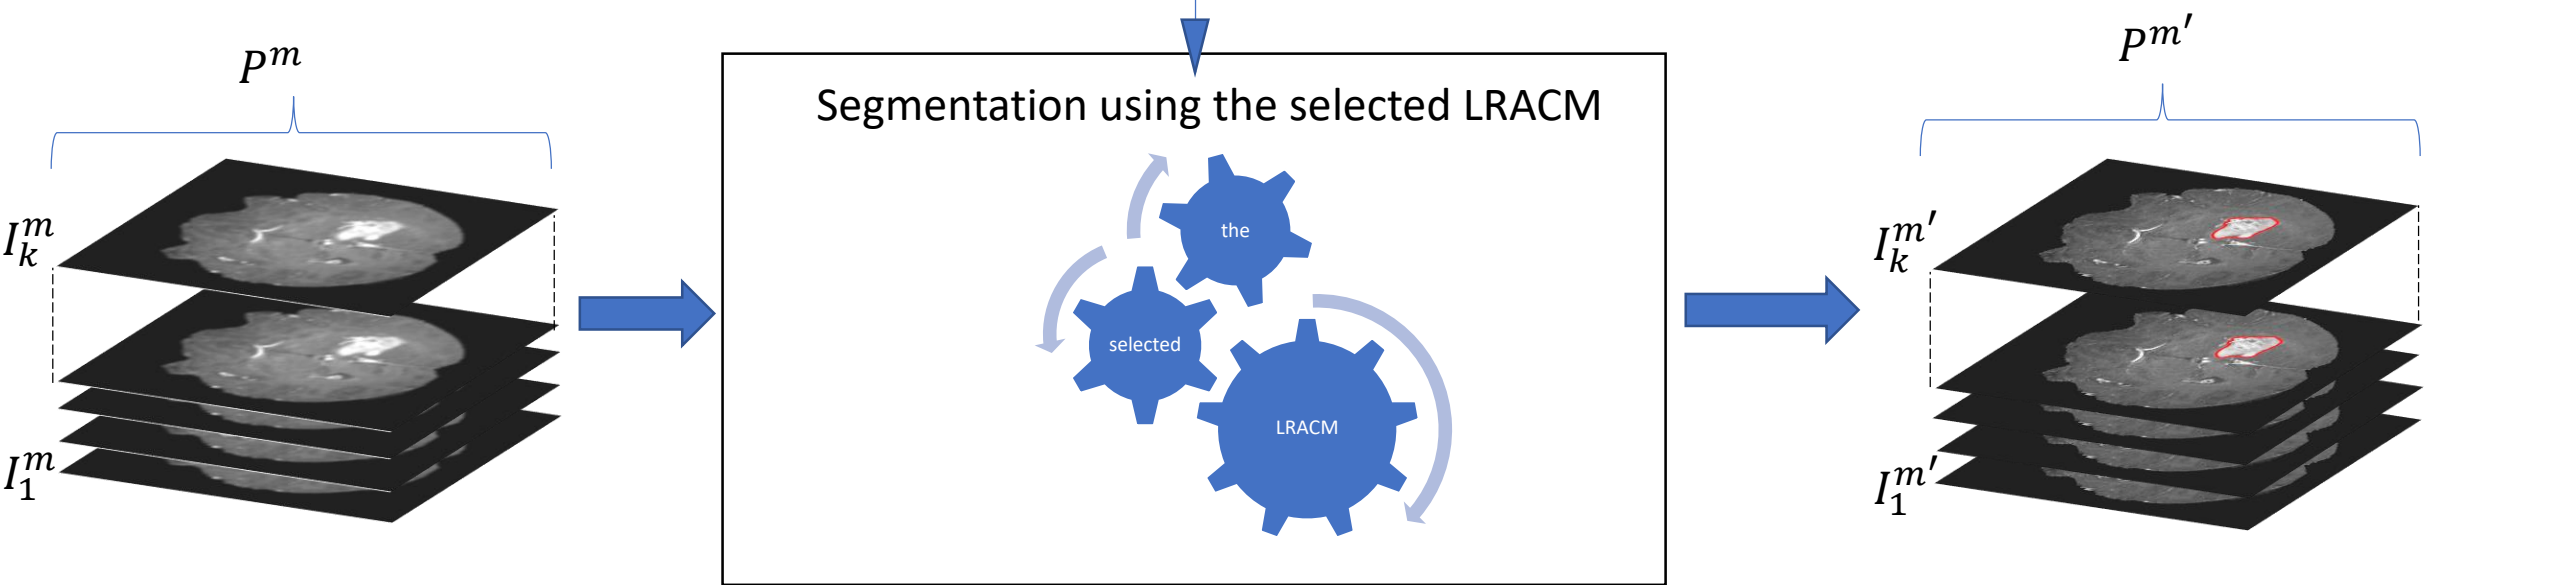 P^m
I_k^m
I_1^m
Segmentation using the selected LRACM
the
selected
LRACM
P^{m'}
I_k^{m'}
I_1^{m'}